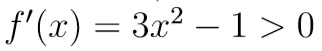 f′(x) = 3x² − 1 > 0